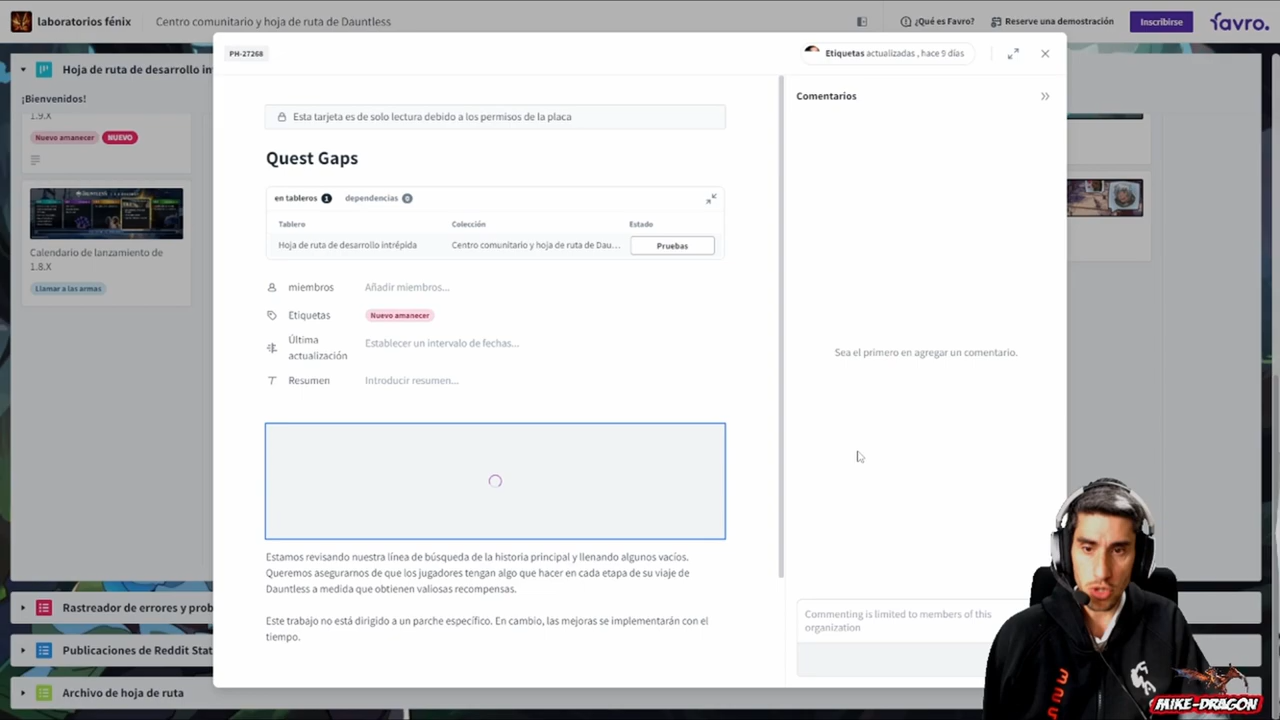 laboratorios fénix
Centro comunitario y hoja de ruta de Dauntless
¿Qué es Favro?
Reserve una demostración
Inscribirse
favro.
Hoja de ruta de desarrollo int
¡Bienvenidos!
1.9.X
Nuevo amanecer
NUEVO
Calendario de lanzamiento de
1.8.X
Llamar a las armas
Rastreador de errores y prob
Publicaciones de Reddit Stat
Archivo de hoja de ruta
PH-27268
Etiquetas actualizadas , hace 9 días
Esta tarjeta es de solo lectura debido a los permisos de la placa
Quest Gaps
en tableros 1
dependencias 0
Tablero
Colección
Estado
Hoja de ruta de desarrollo intrépida
Centro comunitario y hoja de ruta de Dau...
Pruebas
miembros
Añadir miembros...
Etiquetas
Nuevo amanecer
Última
actualización
Establecer un intervalo de fechas...
Resumen
Introducir resumen...
Estamos revisando nuestra línea de búsqueda de la historia principal y llenando algunos vacíos.
Queremos asegurarnos de que los jugadores tengan algo que hacer en cada etapa de su viaje de
Dauntless a medida que obtienen valiosas recompensas.
Este trabajo no está dirigido a un parche específico. En cambio, las mejoras se implementarán con el
tiempo.
Comentarios
Sea el primero en agregar un comentario.
Commenting is limited to members of this
organization
MIKE-DRAGON